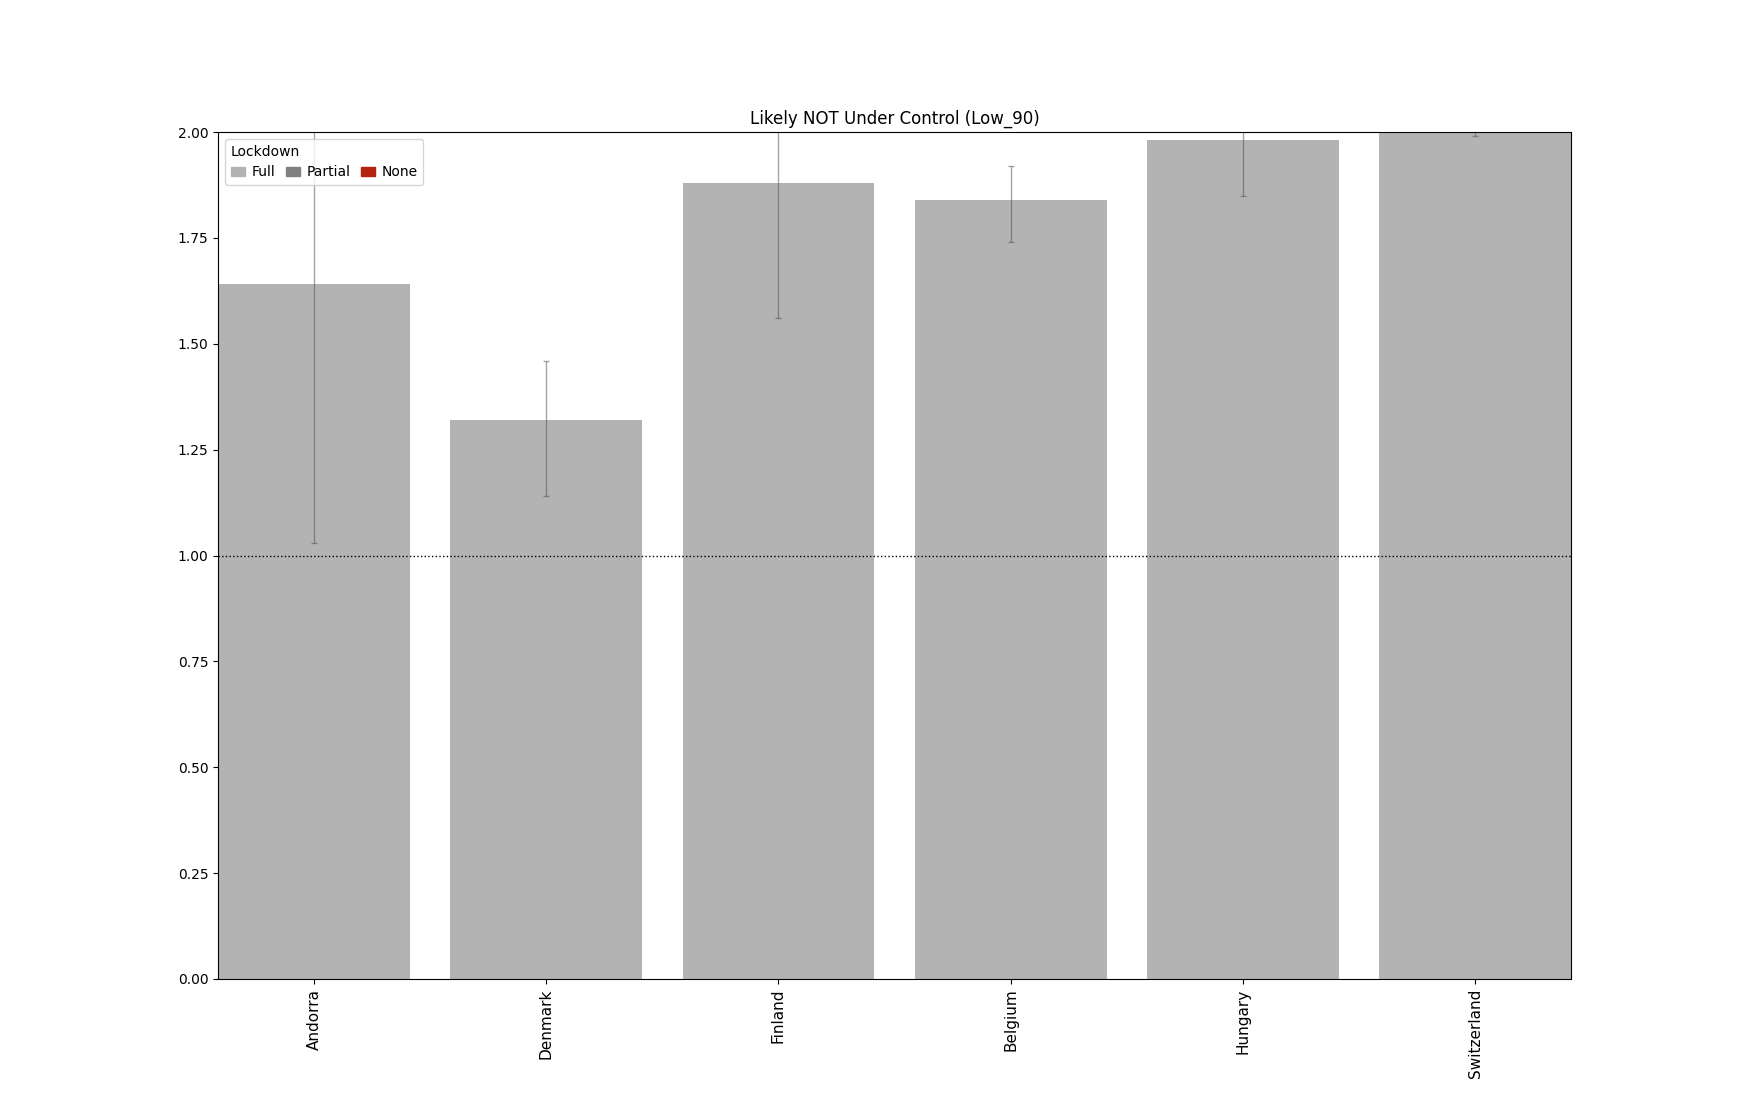 Likely NOT Under Control (Low_90)
Lockdown
Full Partial None
2.00
1.75
1.50
1.25
1.00
0.75
0.50
0.25
0.00
Andorra
Denmark
Finland
Belgium
Hungary
Switzerland